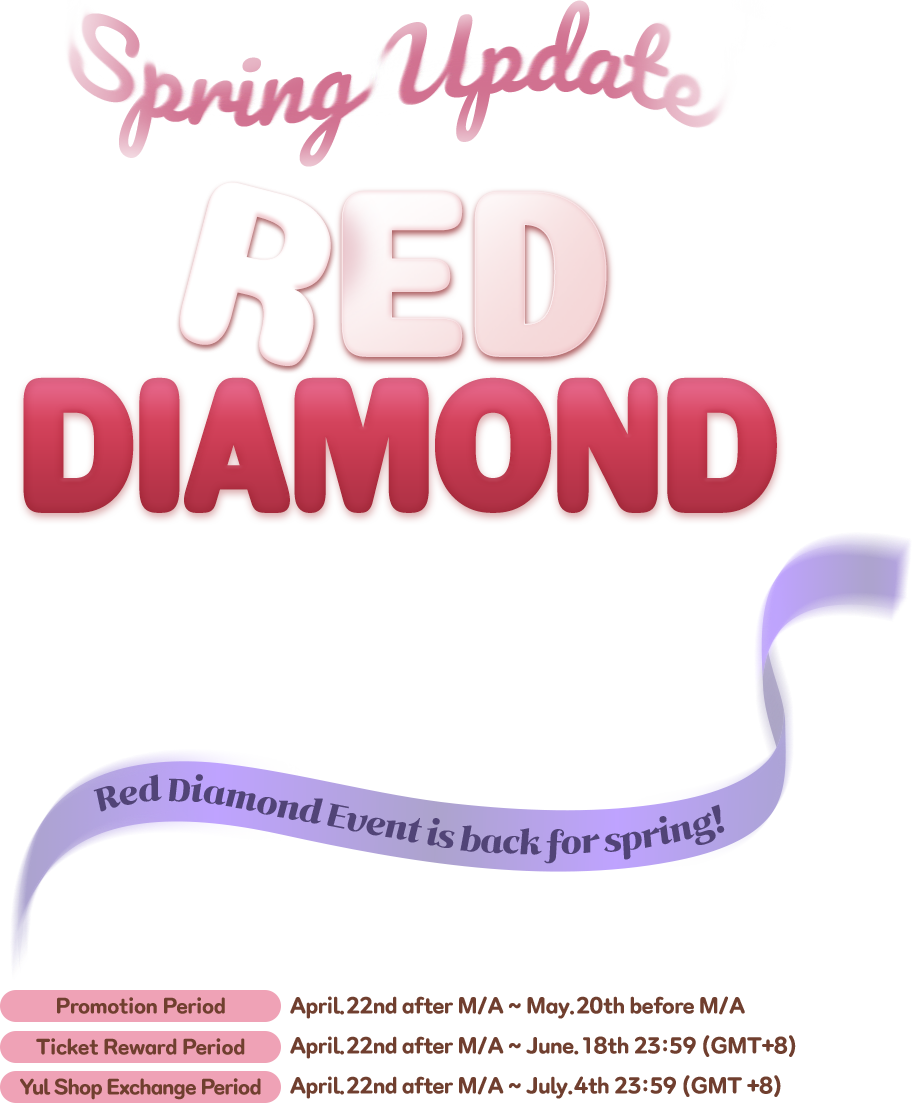 Spring Update
RED
DIAMOND
Red Diamond Event is back for spring!
Promotion Period April.22nd after M/A ~ May.20th before M/A
Ticket Reward Period April.22nd after M/A ~ June.18th 23:59 (GMT+8)
Yul Shop Exchange Period April.22nd after M/A ~ July.4th 23:59 (GMT +8)